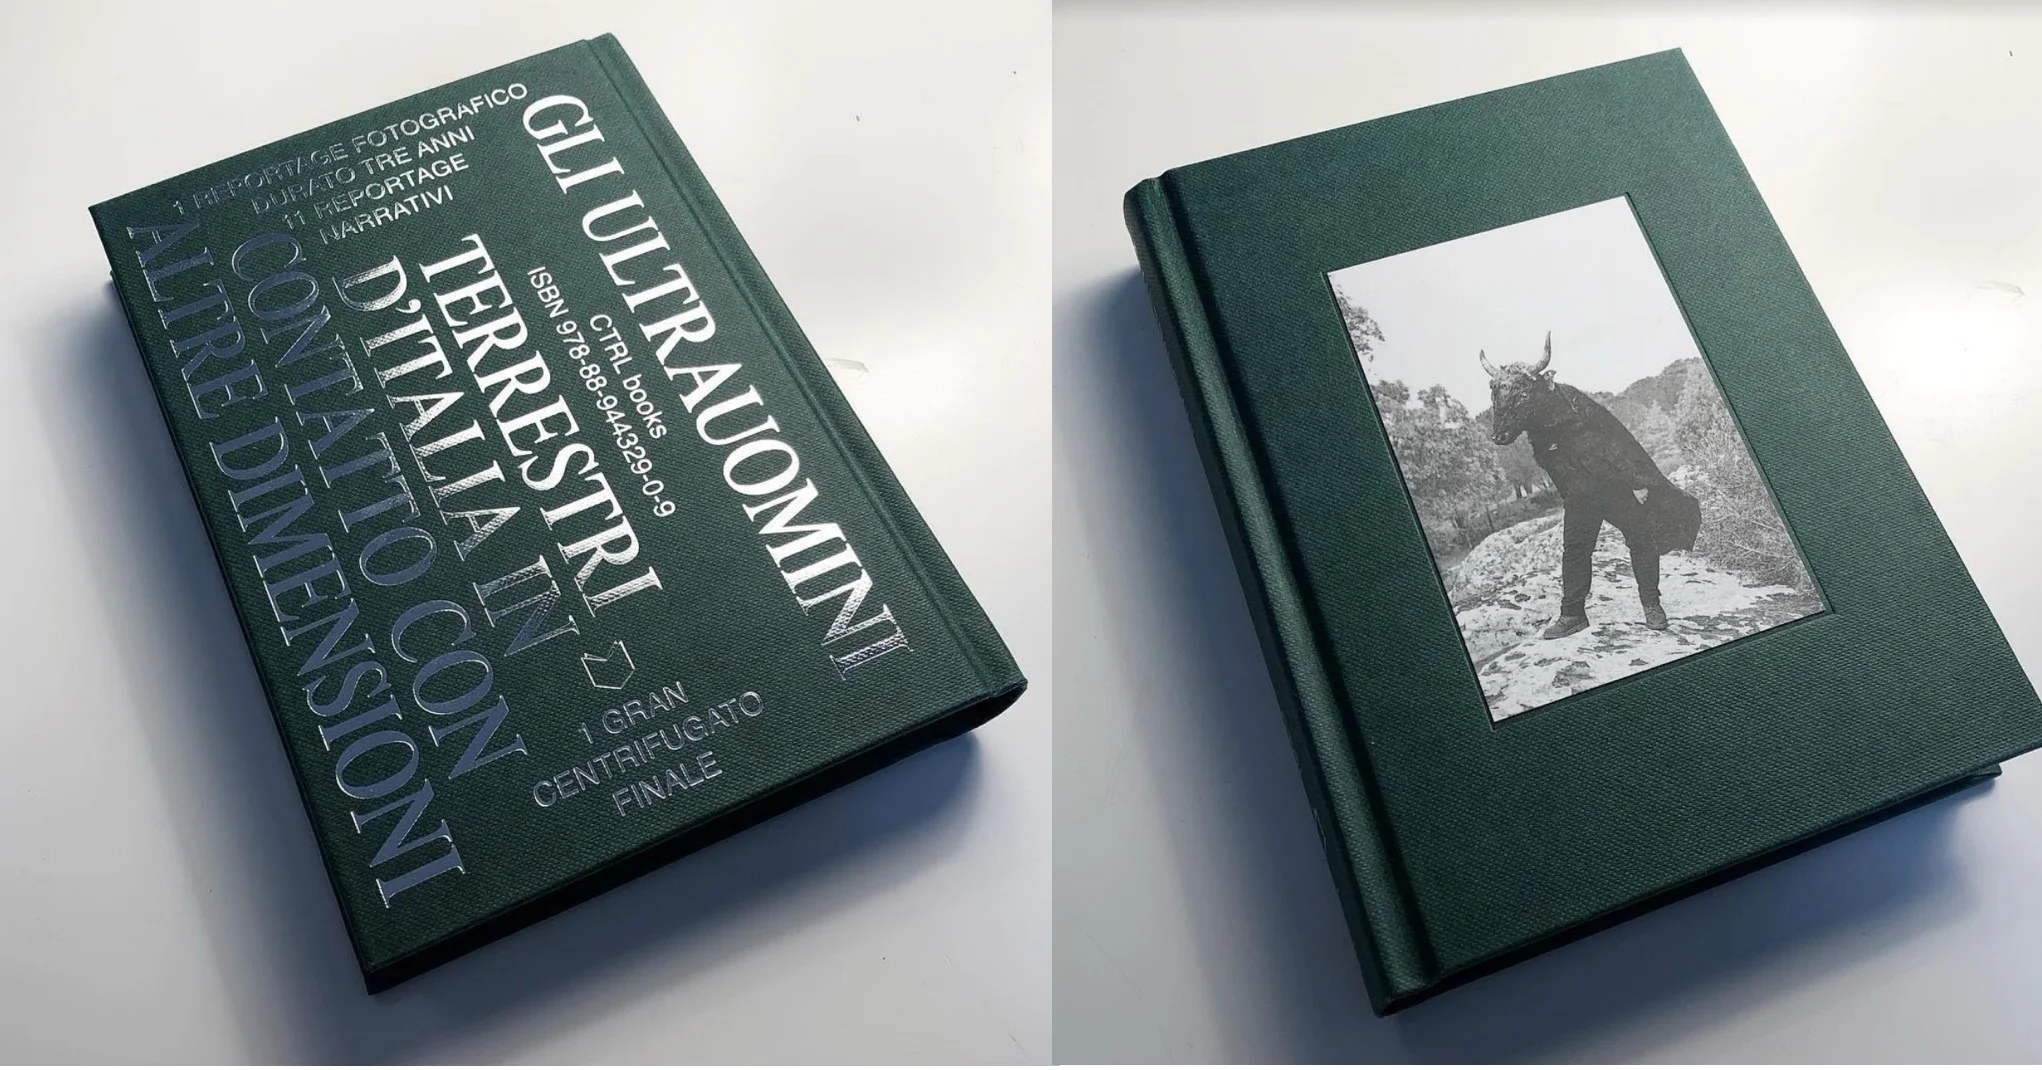 GLI ULTRAUOMINI
CTRL books
ISBN 978-88-944329-0-9
TERRESTRI
D'ITALIA IN
CONTATTO CON
ALTRE DIMENSIONI
1 REPORTAGE FOTOGRAFICO
DURATO TRE ANNI
11 REPORTAGE
NARRATIVI
1 GRAN
CENTRIFUGATO
FINALE